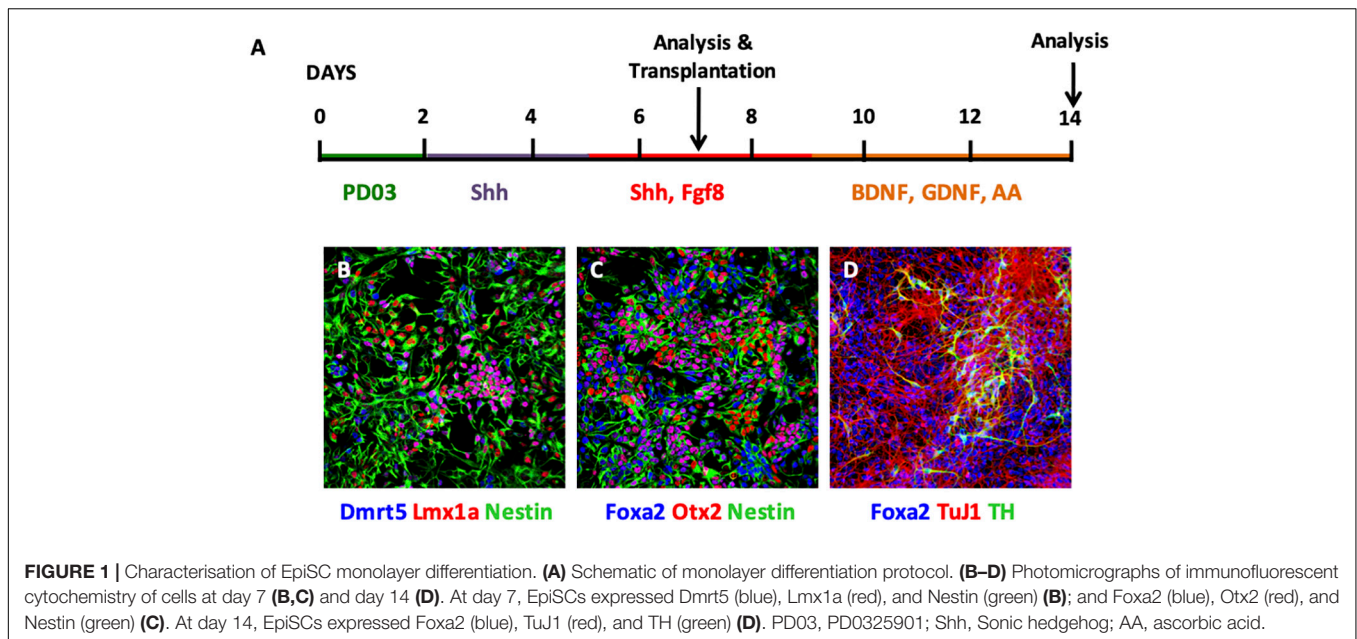 A
Analysis &
Transplantation
Analysis
DAYS
0 2 4 6 8 10 12 14
PD03 Shh Shh, Fgf8 BDNF, GDNF, AA
B C D
Dmrt5 Lmx1a Nestin Foxa2 Otx2 Nestin Foxa2 TuJ1 TH
FIGURE 1 | Characterisation of EpiSC monolayer differentiation. (A) Schematic of monolayer differentiation protocol. (B–D) Photomicrographs of immunofluorescent
cytochemistry of cells at day 7 (B,C) and day 14 (D). At day 7, EpiSCs expressed Dmrt5 (blue), Lmx1a (red), and Nestin (green) (B); and Foxa2 (blue), Otx2 (red), and
Nestin (green) (C). At day 14, EpiSCs expressed Foxa2 (blue), TuJ1 (red), and TH (green) (D). PD03, PD0325901; Shh, Sonic hedgehog; AA, ascorbic acid.